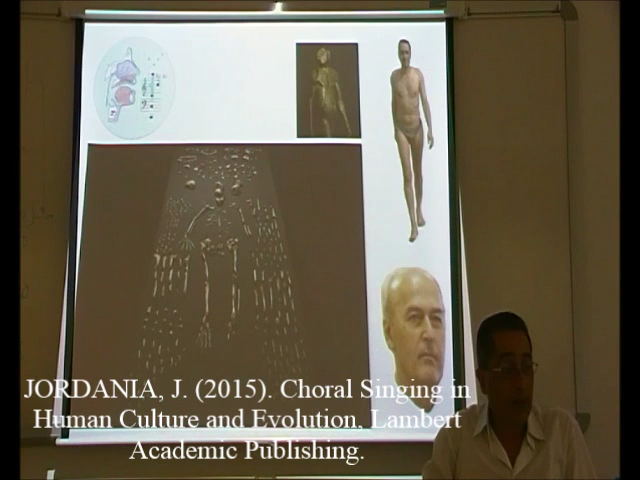 JORDANIA, J. (2015). Choral Singing in
Human Culture and Evolution, Lambert
Academic Publishing.